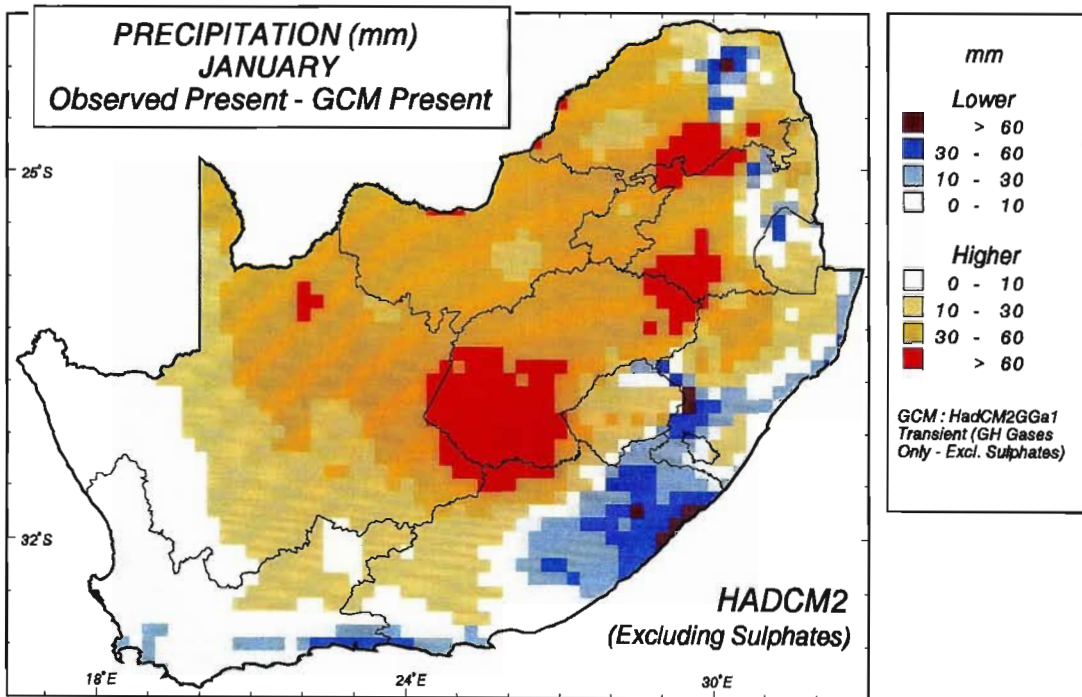 PRECIPITATION (mm)
JANUARY
Observed Present - GCM Present
25°S
32°S
18°E
24°E
30°E
HADCM2
(Excluding Sulphates)
mm
Lower
> 60
30 - 60
10 - 30
0 - 10
Higher
0 - 10
10 - 30
30 - 60
> 60
GCM : HadCM2GGa1
Transient (GH Gases
Only - Excl. Sulphates)